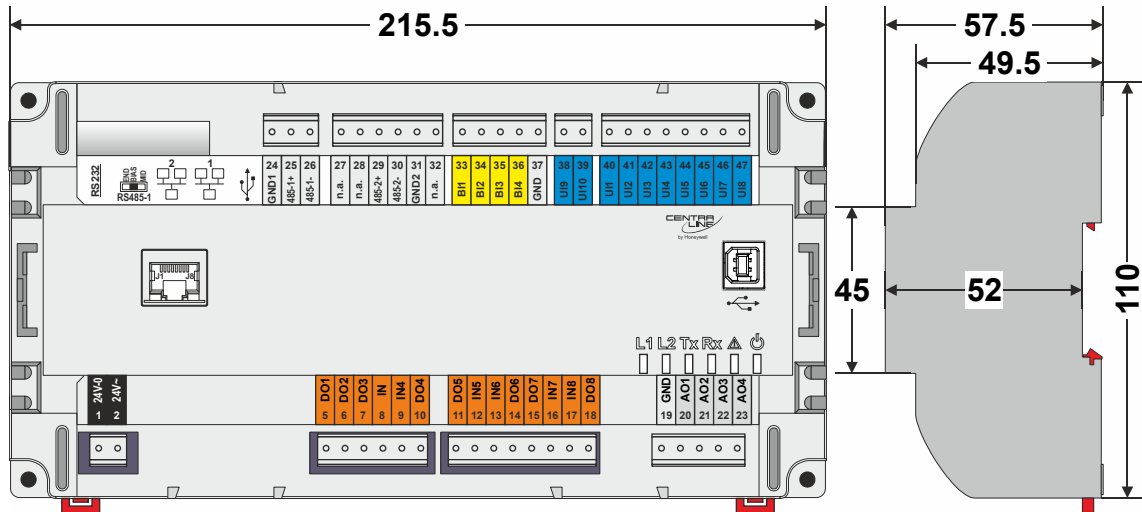 215.5
57.5
49.5
RS232
END
BIAS
MID
RS485-1
2
1
24 25 26 27 28 29 30 31 32 33 34 35 36 37 38 39 40 41 42 43 44 45 46 47
GND1 485-1+ 485-1- n.a. n.a. 485-2+ 485-2- GND2 n.a. BI1 BI2 BI3 BI4 GND UI9 UI10 UI1 UI2 UI3 UI4 UI5 UI6 UI7 UI8
CENTRA
LINE
by Honeywell
J1 J8
45
52
110
L1 L2 Tx Rx
24V-0 24V~ DO1 DO2 DO3 IN IN4 DO4 DO5 IN5 IN6 DO6 DO7 IN7 IN8 DO8 GND AO1 AO2 AO3 AO4
1 2 5 6 7 8 9 10 11 12 13 14 15 16 17 18 19 20 21 22 23